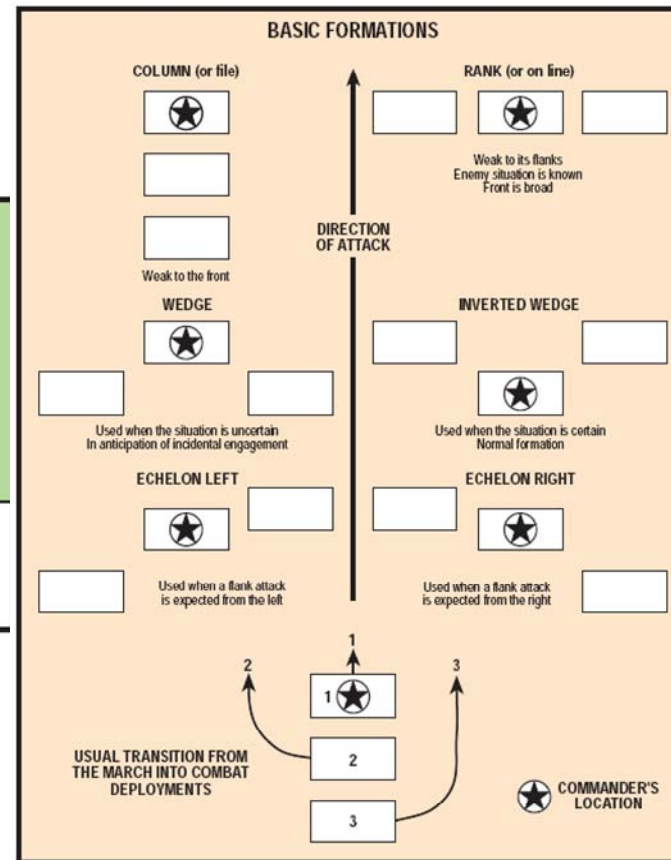 BASIC FORMATIONS
COLUMN (or file)
Weak to the front
RANK (or on line)
Weak to its flanks
Enemy situation is known
Front is broad
DIRECTION
OF ATTACK
WEDGE
Used when the situation is uncertain
In anticipation of incidental engagement
INVERTED WEDGE
Used when the situation is certain
Normal formation
ECHELON LEFT
Used when a flank attack
is expected from the left
ECHELON RIGHT
Used when a flank attack
is expected from the right
1
2
3
1
2
3
USUAL TRANSITION FROM
THE MARCH INTO COMBAT
DEPLOYMENTS
COMMANDER'S
LOCATION